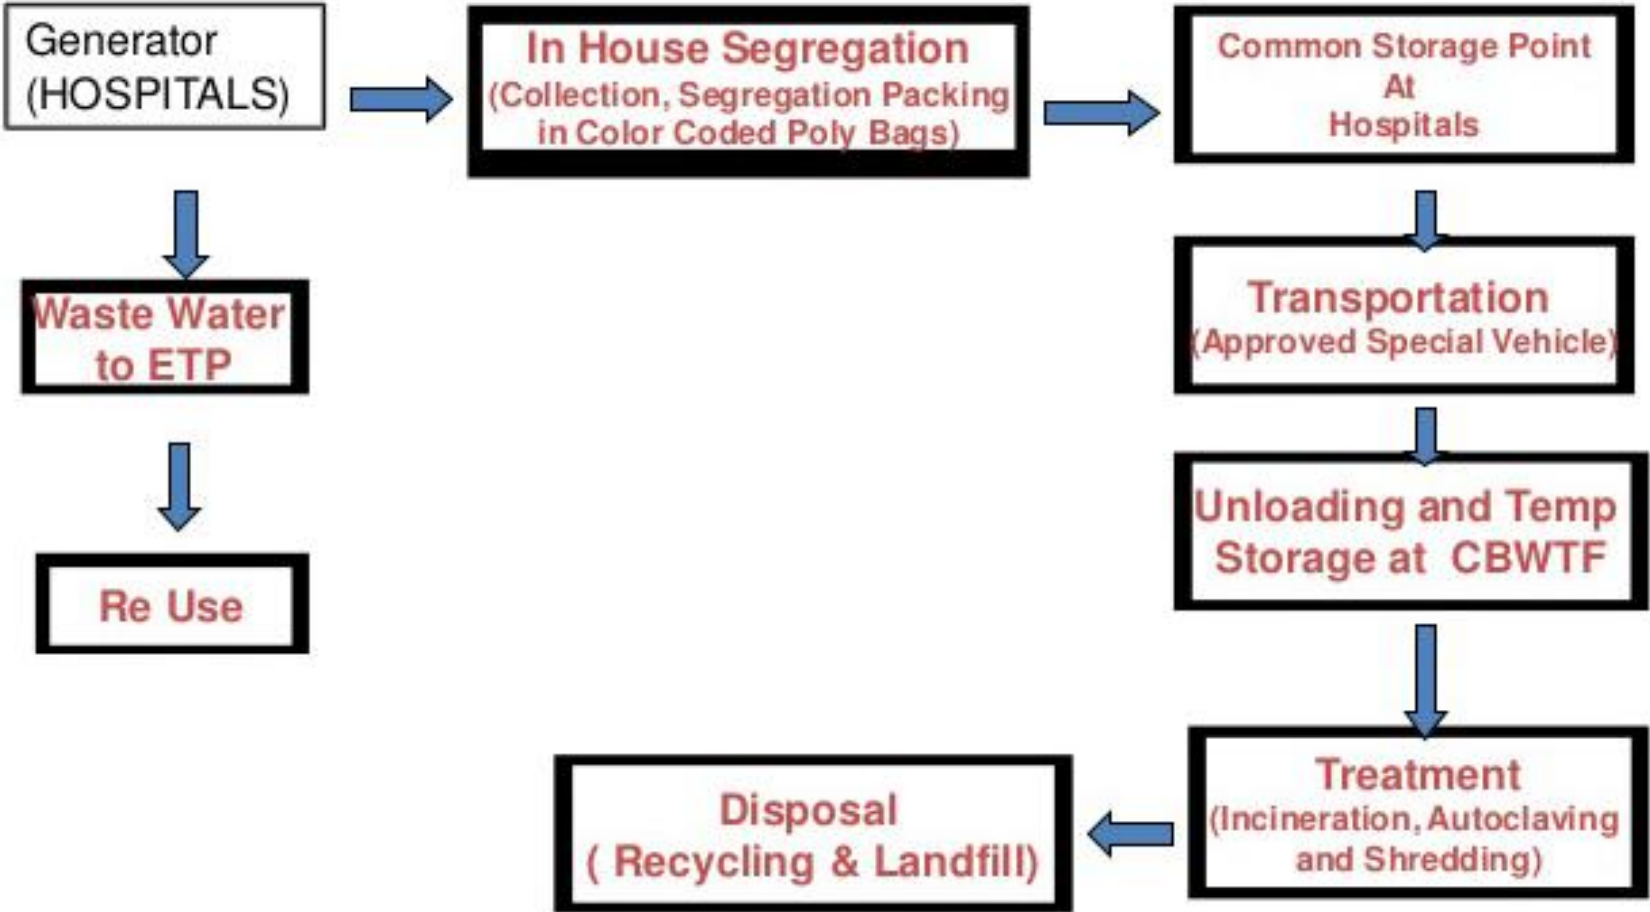 Generator
(HOSPITALS)
In House Segregation
(Collection, Segregation Packing
in Color Coded Poly Bags)
Common Storage Point
At
Hospitals
Waste Water
to ETP
Transportation
(Approved Special Vehicle)
Re Use
Unloading and Temp
Storage at CBWTF
Treatment
(Incineration, Autoclaving
and Shredding)
Disposal
( Recycling & Landfill)